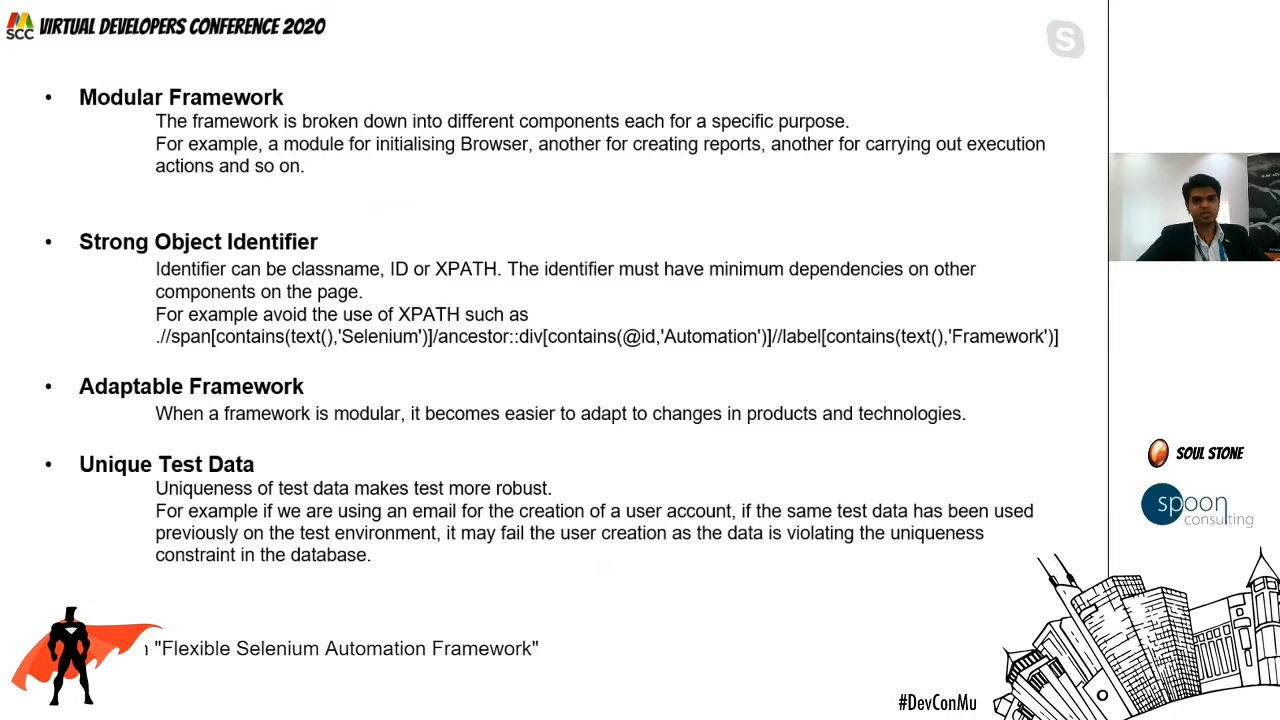 SCC VIRTUAL DEVELOPERS CONFERENCE 2020
S
• Modular Framework
The framework is broken down into different components each for a specific purpose.
For example, a module for initialising Browser, another for creating reports, another for carrying out execution
actions and so on.
• Strong Object Identifier
Identifier can be classname, ID or XPATH. The identifier must have minimum dependencies on other
components on the page.
For example avoid the use of XPATH such as
.//span[contains(text(),'Selenium')]/ancestor::div[contains(@id,'Automation')]//label[contains(text(),'Framework')]
• Adaptable Framework
When a framework is modular, it becomes easier to adapt to changes in products and technologies.
• Unique Test Data
Uniqueness of test data makes test more robust.
For example if we are using an email for the creation of a user account, if the same test data has been used
previously on the test environment, it may fail the user creation as the data is violating the uniqueness
constraint in the database.
SOUL STONE
spoon
consulting
"Flexible Selenium Automation Framework"
#DevConMu